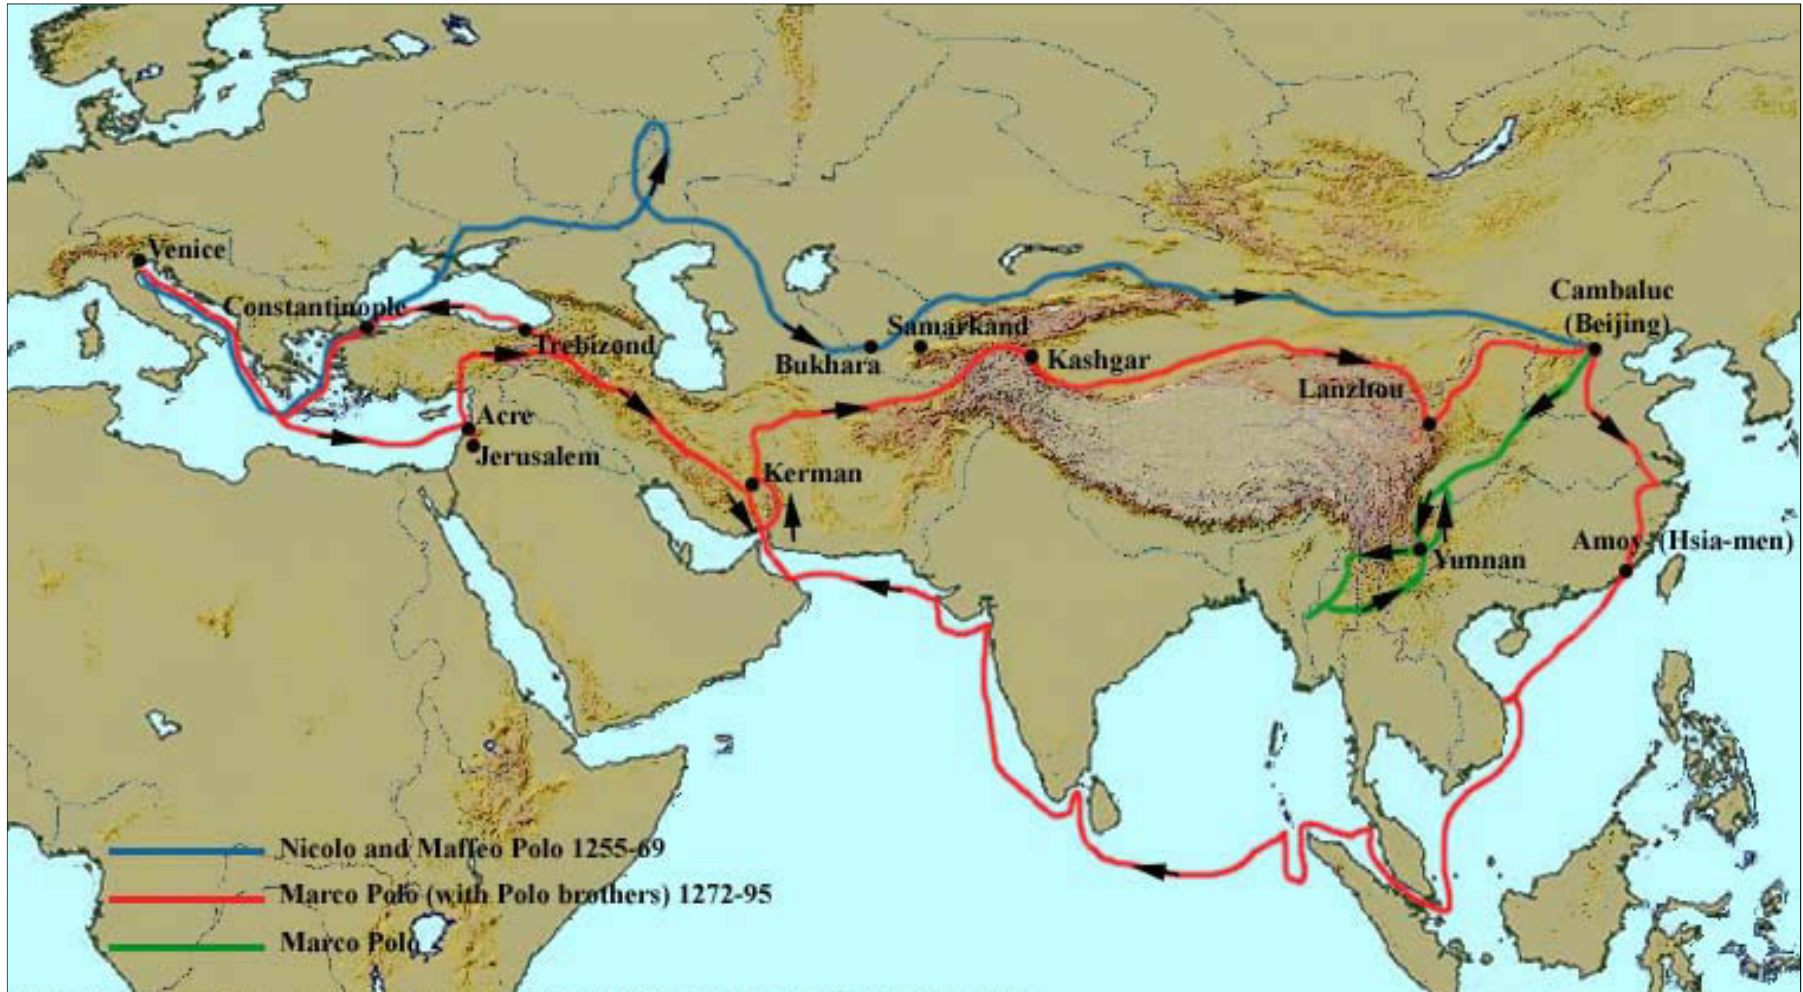 Venice
Constantinople
Trebizond
Acre
Jerusalem
Bukhara
Samarkand
Kashgar
Kerman
Lanzhou
Cambaluc
(Beijing)
Amoy (Hsia-men)
Yunnan
Nicolo and Maffeo Polo 1255-69
Marco Polo (with Polo brothers) 1272-95
Marco Polo